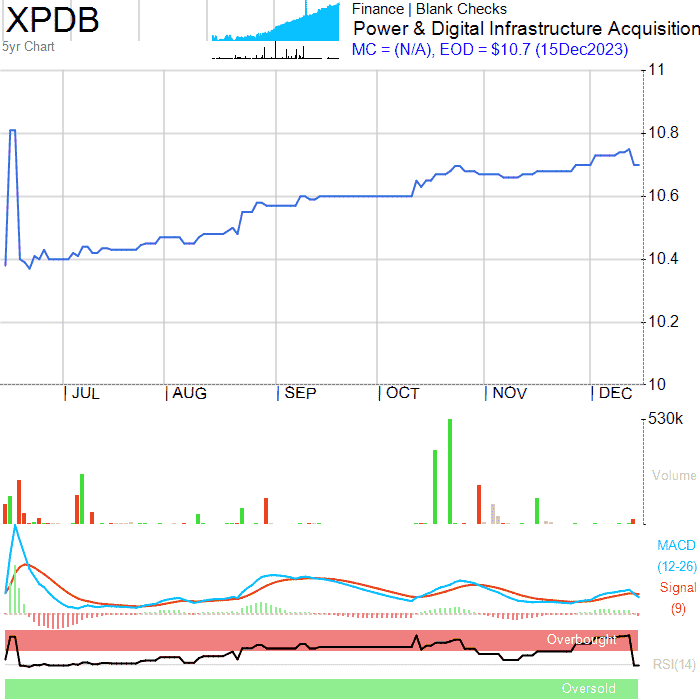 XPDB
5yr Chart
Finance | Blank Checks
Power & Digital Infrastructure Acquisition
MC = (N/A), EOD = $10.7 (15Dec2023)
11
10.8
10.6
10.4
10.2
10
| JUL | AUG | SEP | OCT | NOV | DEC
530k
Volume
MACD
(12-26)
Signal
(9)
Overbought
RSI(14)
Oversold